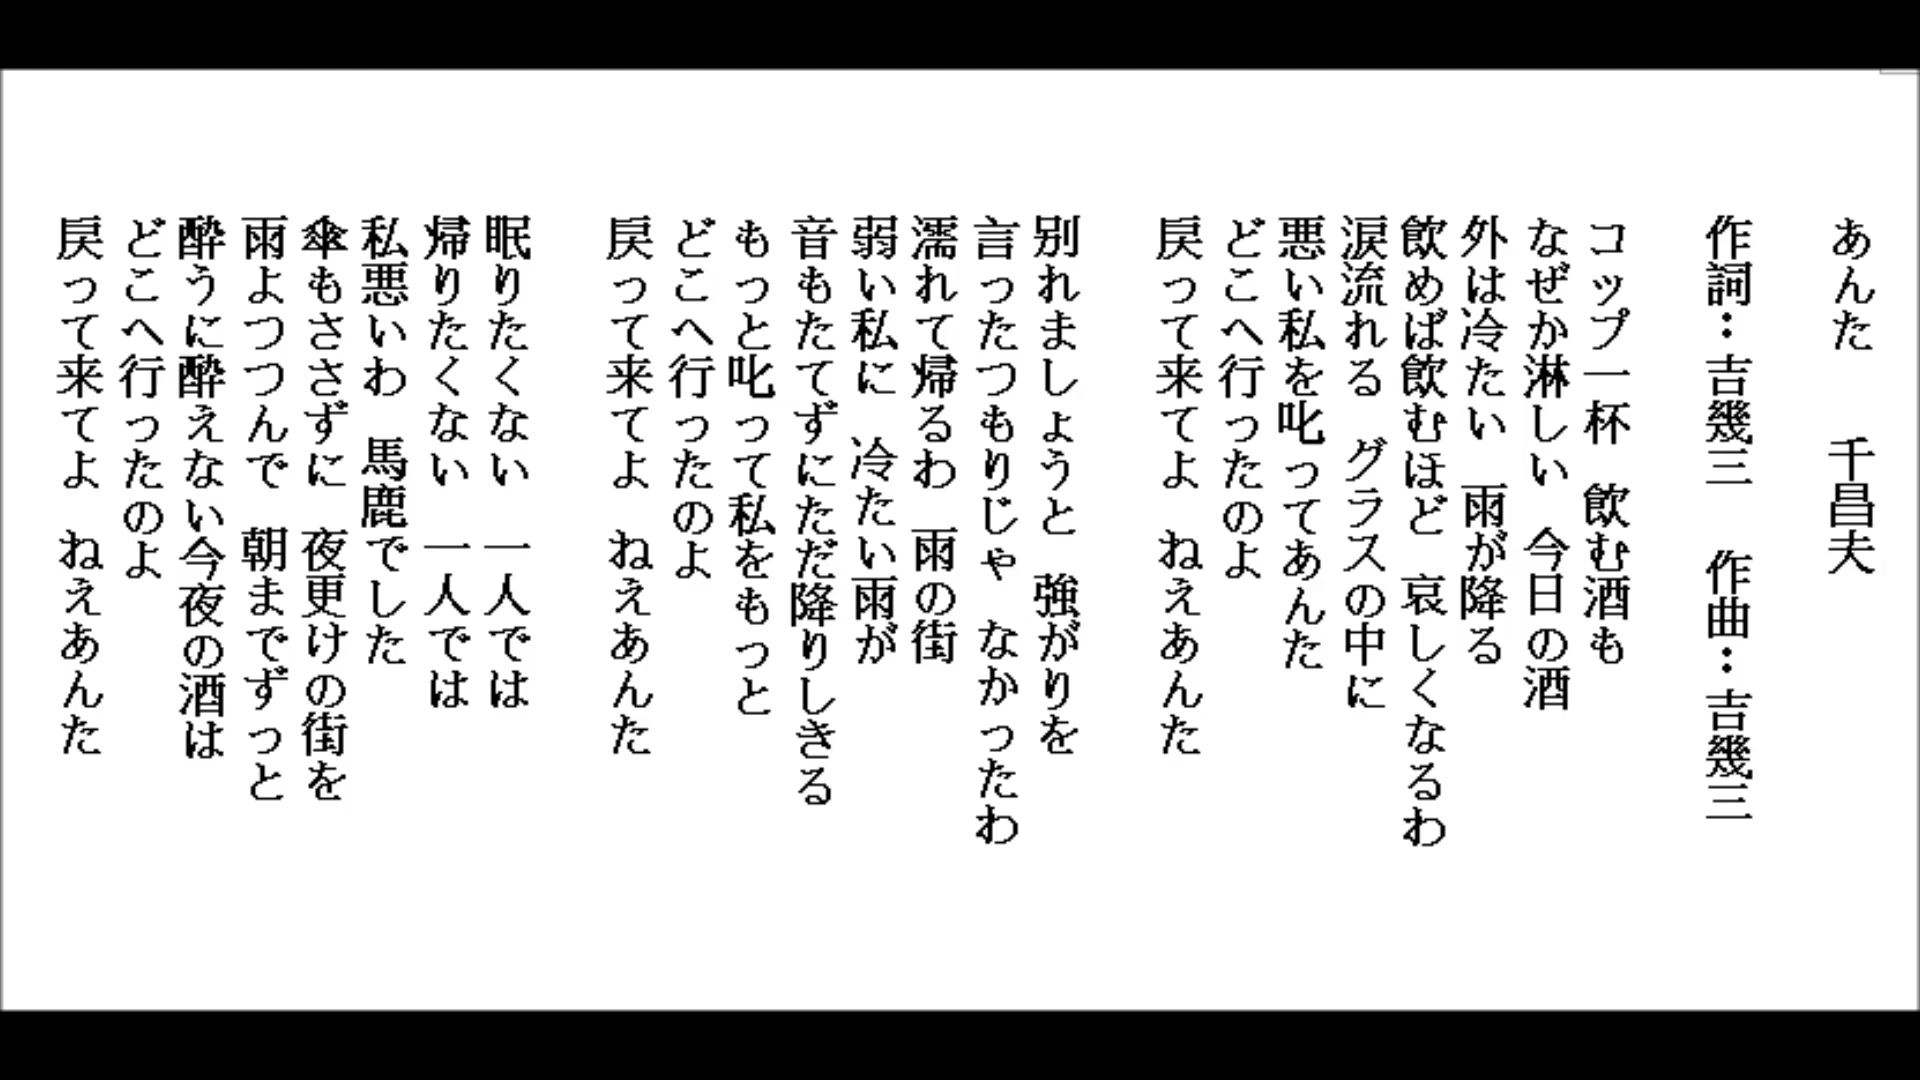 あんた　　千昌夫
作詞：吉幾三　作曲：吉幾三
コップ一杯　飲む酒も
なぜか淋しい　今日の酒
外は冷たい　雨が降る
飲めば飲むほど　哀しくなるわ
涙流れる　グラスの中に
悪い私を叱ってあんた
どこへ行ったのよ
戻って来てよ　ねえあんた
別れましょうと　強がりを
言ったつもりじゃ　なかったわ
濡れて帰るわ　雨の街
弱い私に　冷たい雨が
音もたてずにただ降りしきる
もっと叱って私をもっと
どこへ行ったのよ
戻って来てよ　ねえあんた
眠りたくない　一人では
帰りたくない　一人では
私悪いわ　馬鹿でした
傘もささずに　夜更けの街を
雨よつつんで　朝までずっと
酔うに酔えない今夜の酒は
どこへ行ったのよ
戻って来てよ　ねえあんた